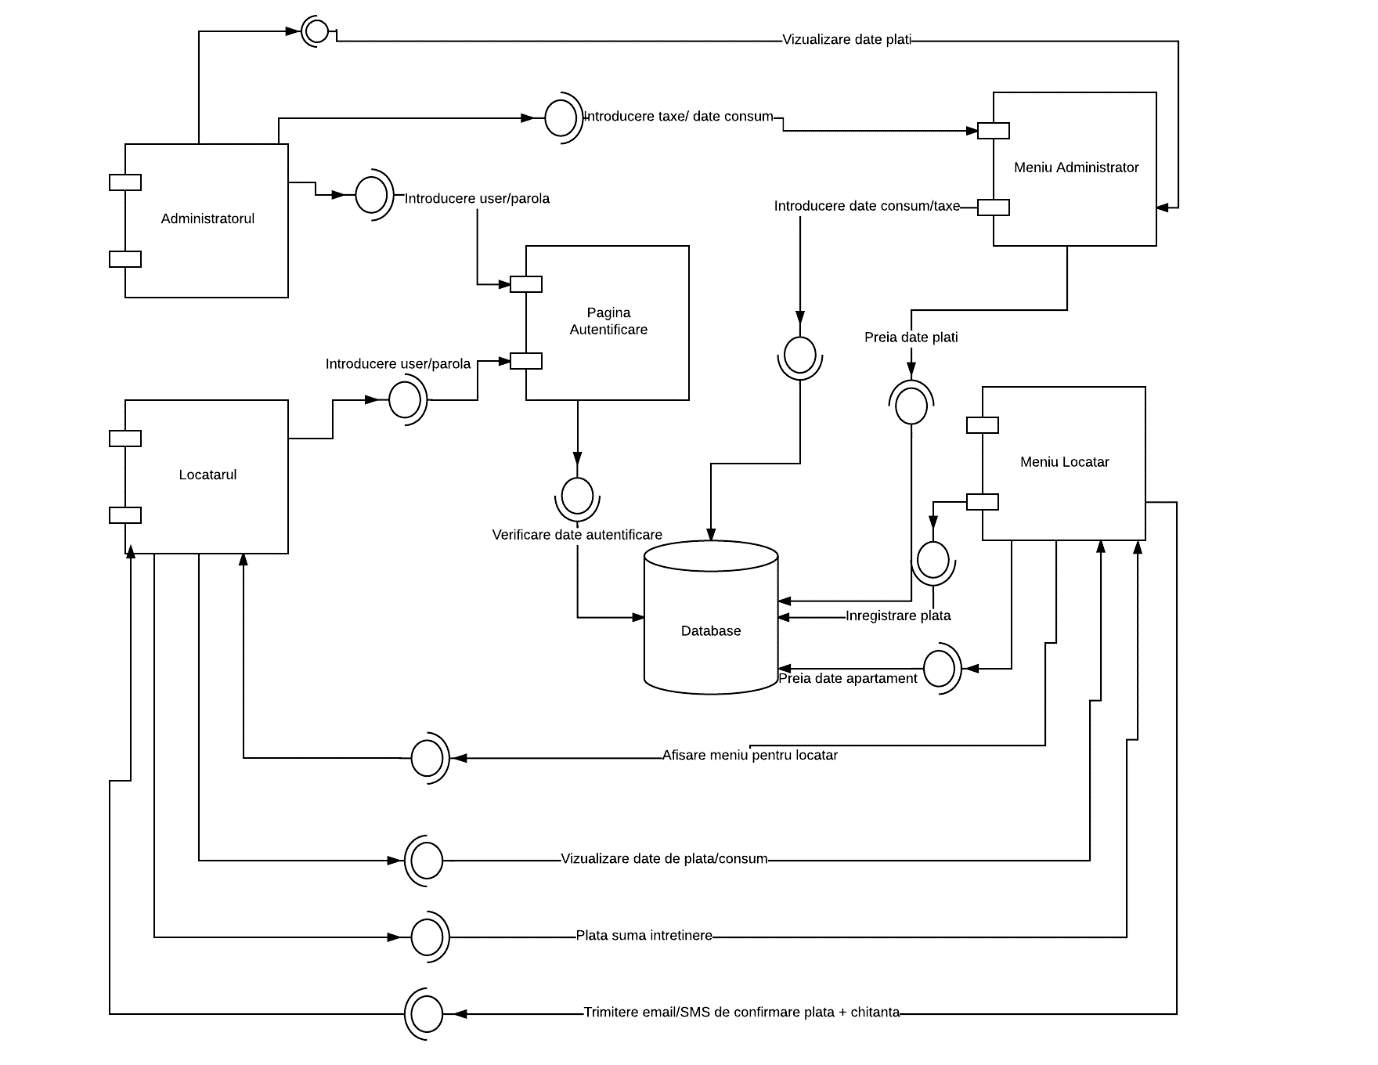 Vizualizare date plati
Introducere taxe/ date consum
Meniu Administrator
Administratorul
Introducere user/parola
Introducere date consum/taxe
Pagina
Autentificare
Preia date plati
Introducere user/parola
Locatarul
Meniu Locatar
Verificare date autentificare
Database
Inregistrare plata
Preia date apartament
Afisare meniu pentru locatar
Vizualizare date de plata/consum
Plata suma intretinere
Trimitere email/SMS de confirmare plata + chitanta